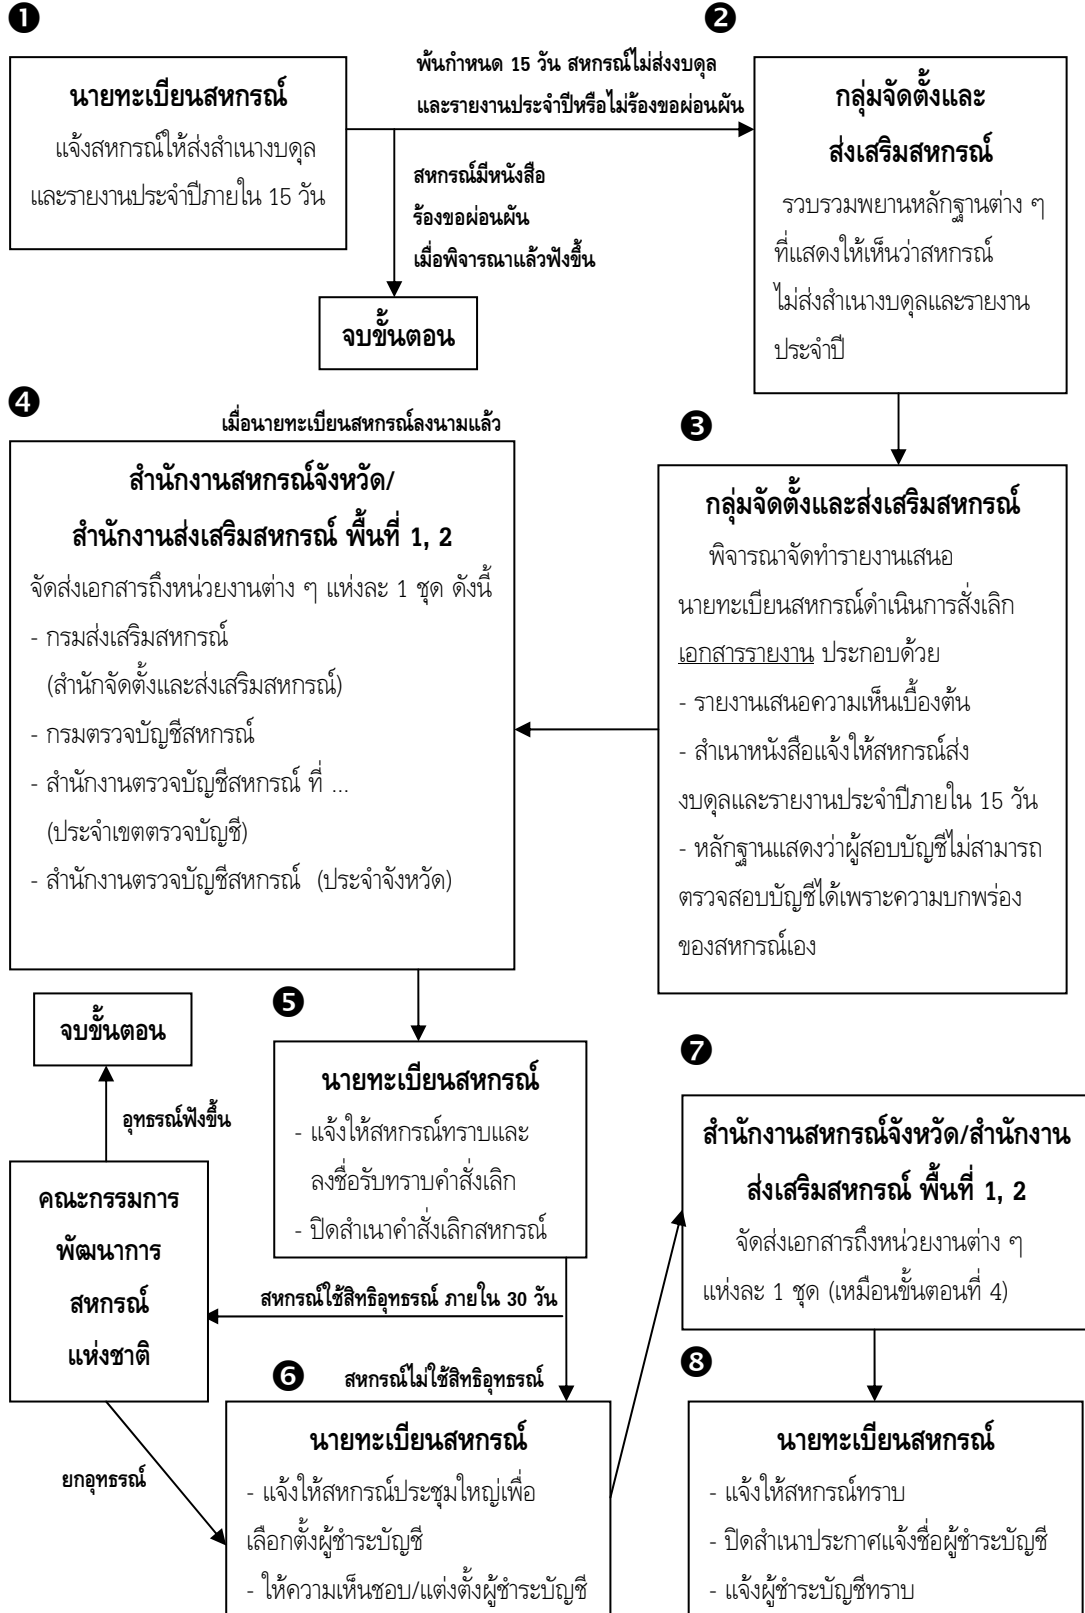 ❶
นายทะเบียนสหกรณ์
แจ้งสหกรณ์ให้ส่งสำเนางบดุล
และรายงานประจำปีภายใน 15 วัน
พ้นกำหนด 15 วัน สหกรณ์ไม่ส่งงบดุล
และรายงานประจำปีหรือไม่ร้องขอผ่อนผัน
สหกรณ์มีหนังสือ
ร้องขอผ่อนผัน
เมื่อพิจารณาแล้วฟังขึ้น
จบขั้นตอน
❷
กลุ่มจัดตั้งและ
ส่งเสริมสหกรณ์
รวบรวมพยานหลักฐานต่าง ๆ
ที่แสดงให้เห็นว่าสหกรณ์
ไม่ส่งสำเนางบดุลและรายงาน
ประจำปี
❸
กลุ่มจัดตั้งและส่งเสริมสหกรณ์
พิจารณาจัดทำรายงานเสนอ
นายทะเบียนสหกรณ์ดำเนินการสั่งเลิก
เอกสารรายงาน ประกอบด้วย
- รายงานเสนอความเห็นเบื้องต้น
- สำเนาหนังสือแจ้งให้สหกรณ์ส่ง
งบดุลและรายงานประจำปีภายใน 15 วัน
- หลักฐานแสดงว่าผู้สอบบัญชีไม่สามารถ
ตรวจสอบบัญชีได้เพราะความบกพร่อง
ของสหกรณ์เอง
❹
เมื่อนายทะเบียนสหกรณ์ลงนามแล้ว
สำนักงานสหกรณ์จังหวัด/
สำนักงานส่งเสริมสหกรณ์ พื้นที่ 1, 2
จัดส่งเอกสารถึงหน่วยงานต่าง ๆ แห่งละ 1 ชุด ดังนี้
- กรมส่งเสริมสหกรณ์
(สำนักจัดตั้งและส่งเสริมสหกรณ์)
- กรมตรวจบัญชีสหกรณ์
- สำนักงานตรวจบัญชีสหกรณ์ ที่ ...
(ประจำเขตตรวจบัญชี)
- สำนักงานตรวจบัญชีสหกรณ์ (ประจำจังหวัด)
❺
นายทะเบียนสหกรณ์
- แจ้งให้สหกรณ์ทราบและ
ลงชื่อรับทราบคำสั่งเลิก
- ปิดสำเนาคำสั่งเลิกสหกรณ์
จบขั้นตอน
อุทธรณ์ฟังขึ้น
คณะกรรมการ
พัฒนาการ
สหกรณ์
แห่งชาติ
สหกรณ์ใช้สิทธิอุทธรณ์ ภายใน 30 วัน
ยกอุทธรณ์
❻
สหกรณ์ไม่ใช้สิทธิอุทธรณ์
นายทะเบียนสหกรณ์
- แจ้งให้สหกรณ์ประชุมใหญ่เพื่อ
เลือกตั้งผู้ชำระบัญชี
- ให้ความเห็นชอบ/แต่งตั้งผู้ชำระบัญชี
❼
สำนักงานสหกรณ์จังหวัด/สำนักงาน
ส่งเสริมสหกรณ์ พื้นที่ 1, 2
จัดส่งเอกสารถึงหน่วยงานต่าง ๆ
แห่งละ 1 ชุด (เหมือนขั้นตอนที่ 4)
❽
นายทะเบียนสหกรณ์
- แจ้งให้สหกรณ์ทราบ
- ปิดสำเนาประกาศแจ้งชื่อผู้ชำระบัญชี
- แจ้งผู้ชำระบัญชีทราบ